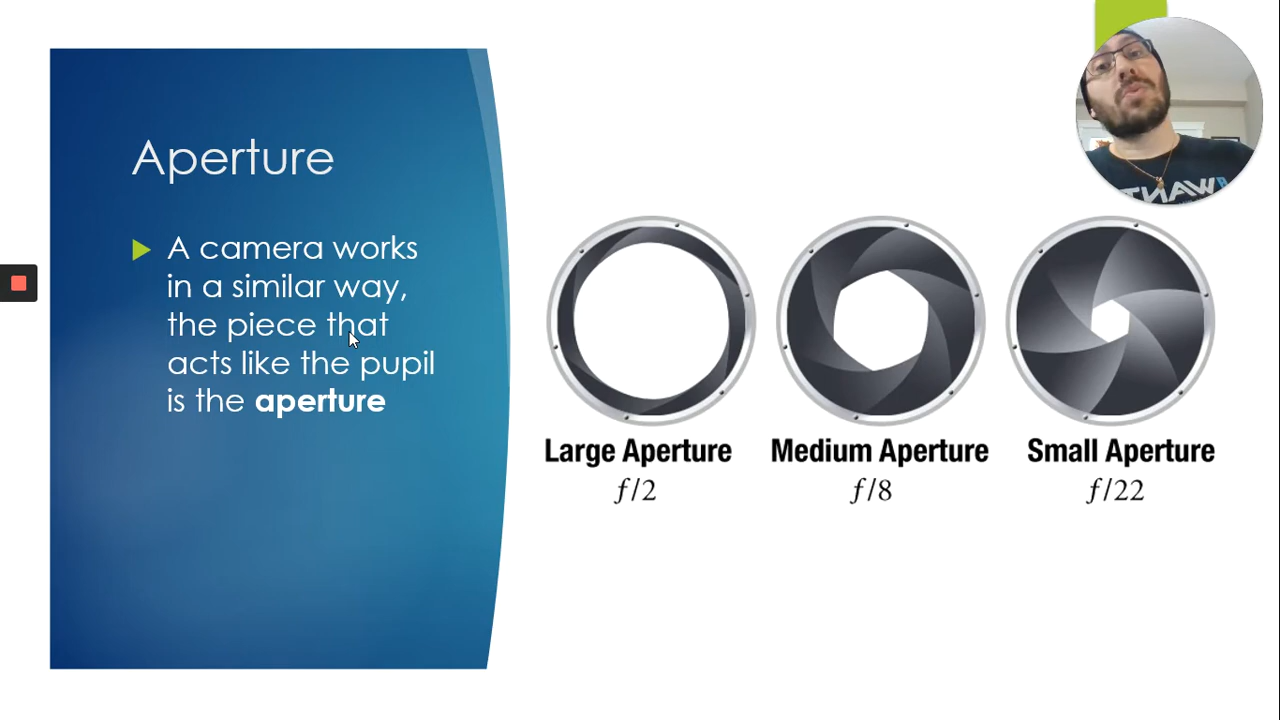 Aperture
A camera works
in a similar way,
the piece that
acts like the pupil
is the aperture
Large Aperture
Medium Aperture
Small Aperture
f/2
f/8
f/22